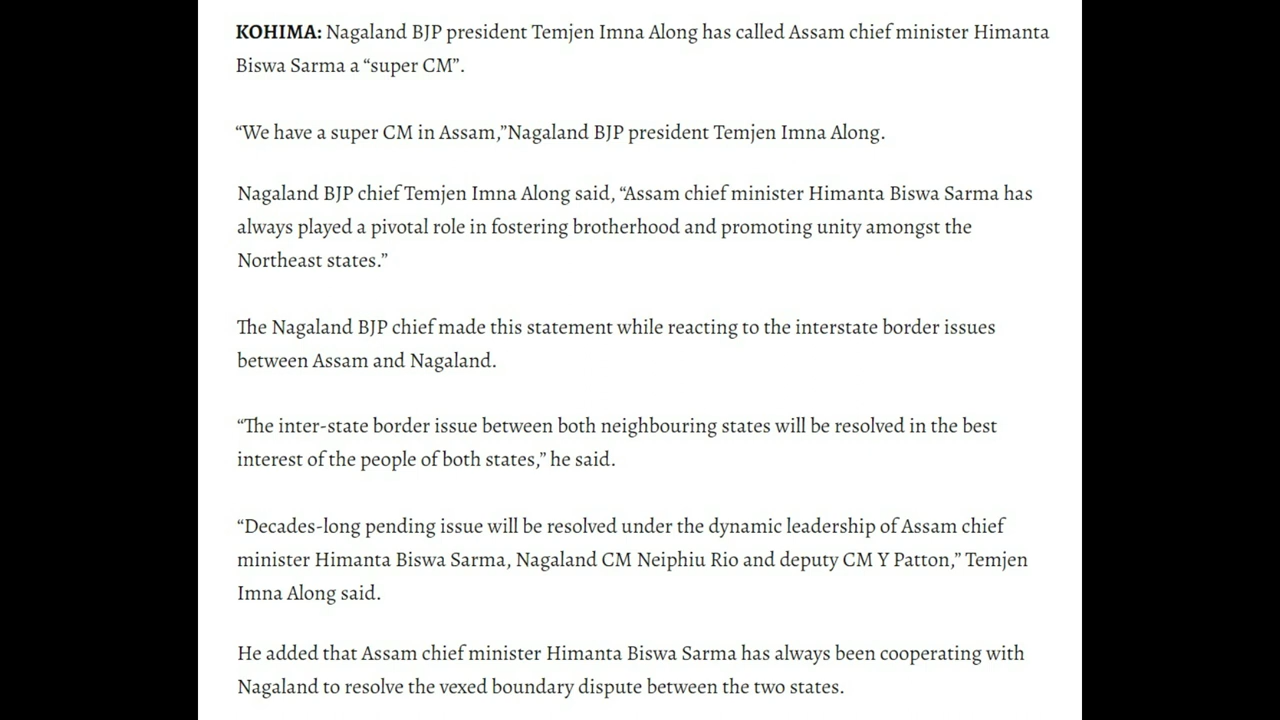 KOHIMA: Nagaland BJP president Temjen Imna Along has called Assam chief minister Himanta
Biswa Sarma a “super CM”.
“We have a super CM in Assam,”Nagaland BJP president Temjen Imna Along.
Nagaland BJP chief Temjen Imna Along said, “Assam chief minister Himanta Biswa Sarma has
always played a pivotal role in fostering brotherhood and promoting unity amongst the
Northeast states.”
The Nagaland BJP chief made this statement while reacting to the interstate border issues
between Assam and Nagaland.
“The inter-state border issue between both neighbouring states will be resolved in the best
interest of the people of both states,” he said.
“Decades-long pending issue will be resolved under the dynamic leadership of Assam chief
minister Himanta Biswa Sarma, Nagaland CM Neiphiu Rio and deputy CM Y Patton,” Temjen
Imna Along said.
He added that Assam chief minister Himanta Biswa Sarma has always been cooperating with
Nagaland to resolve the vexed boundary dispute between the two states.